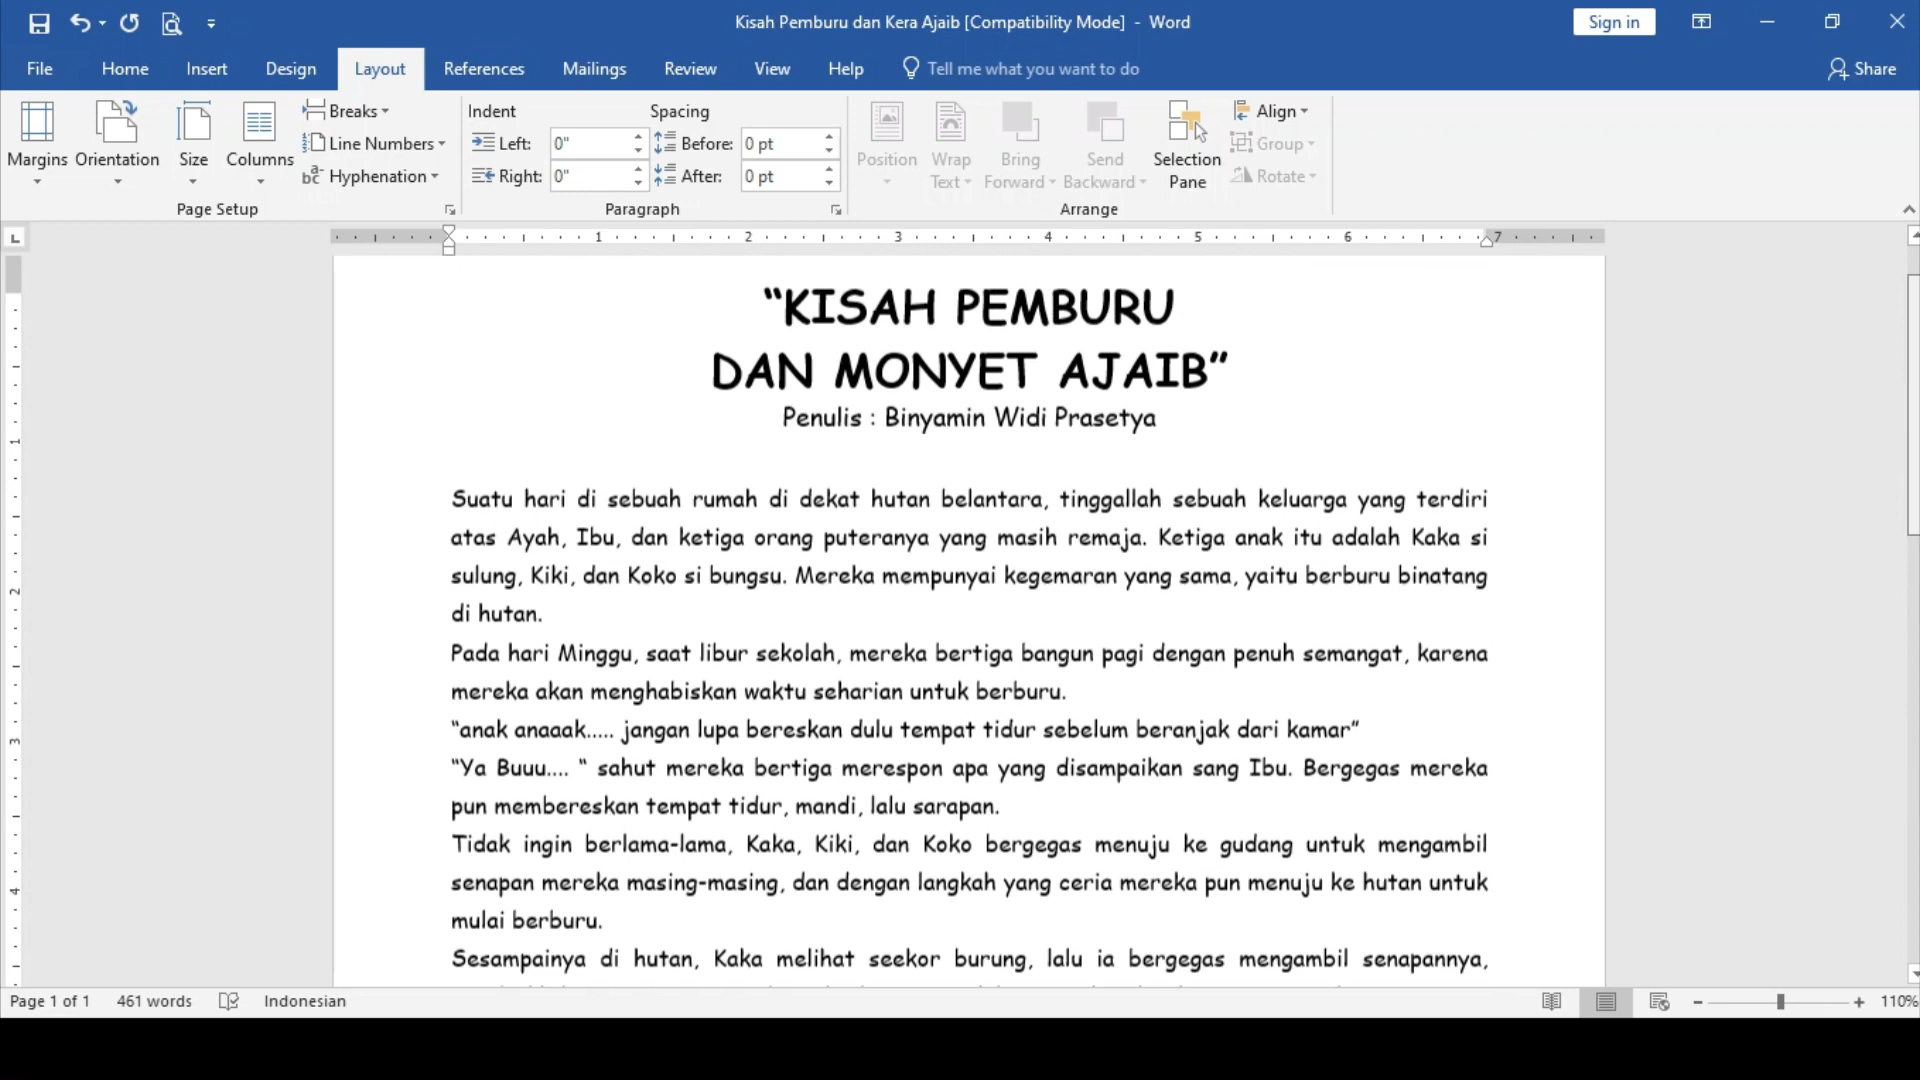 Kisah Pemburu dan Kera Ajaib [Compatibility Mode] - Word
Sign in
File Home Insert Design Layout References Mailings Review View Help Tell me what you want to do Share
Margins Orientation Size Columns
Breaks
Line Numbers
Hyphenation
Page Setup
Indent
Left: 0"
Right: 0"
Spacing
Before: 0 pt
After: 0 pt
Paragraph
Position
Wrap Text
Bring Forward
Send Backward
Selection Pane
Align
Group
Rotate
Arrange
L
1 2 3 4 5 6 7
1
2
3
4
“KISAH PEMBURU
DAN MONYET AJAIB”
Penulis : Binyamin Widi Prasetya
Suatu hari di sebuah rumah di dekat hutan belantara, tinggallah sebuah keluarga yang terdiri
atas Ayah, Ibu, dan ketiga orang puteranya yang masih remaja. Ketiga anak itu adalah Kaka si
sulung, Kiki, dan Koko si bungsu. Mereka mempunyai kegemaran yang sama, yaitu berburu binatang
di hutan.
Pada hari Minggu, saat libur sekolah, mereka bertiga bangun pagi dengan penuh semangat, karena
mereka akan menghabiskan waktu seharian untuk berburu.
“anak anaaak..... jangan lupa bereskan dulu tempat tidur sebelum beranjak dari kamar”
“Ya Buuu.... “ sahut mereka bertiga merespon apa yang disampaikan sang Ibu. Bergegas mereka
pun membereskan tempat tidur, mandi, lalu sarapan.
Tidak ingin berlama-lama, Kaka, Kiki, dan Koko bergegas menuju ke gudang untuk mengambil
senapan mereka masing-masing, dan dengan langkah yang ceria mereka pun menuju ke hutan untuk
mulai berburu.
Sesampainya di hutan, Kaka melihat seekor burung, lalu ia bergegas mengambil senapannya,
Page 1 of 1 461 words Indonesian 110%